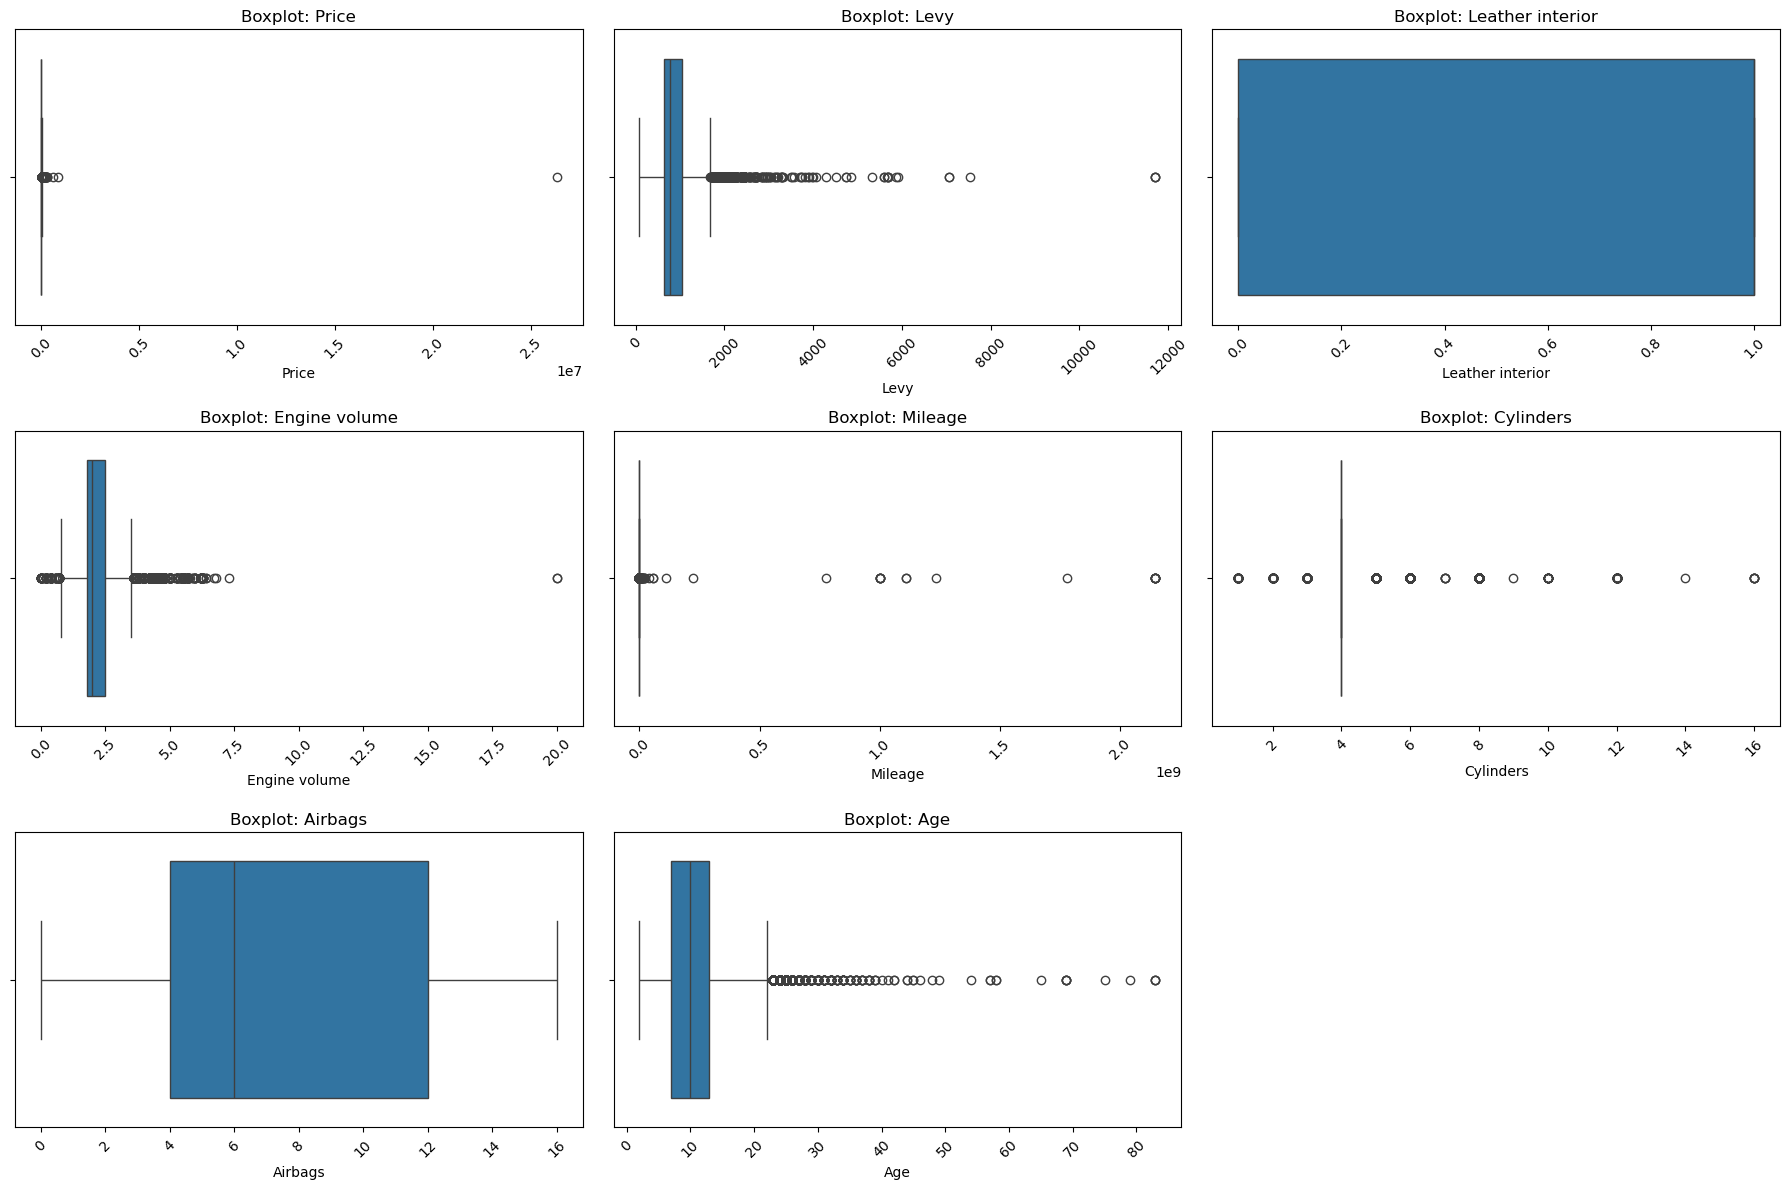 Boxplot: Price
Boxplot: Levy
Boxplot: Leather interior
0.0 0.5 1.0 1.5 2.0 2.5
1e7
Price
0 2000 4000 6000 8000 10000 12000
Levy
0.0 0.2 0.4 0.6 0.8 1.0
Leather interior
Boxplot: Engine volume
Boxplot: Mileage
Boxplot: Cylinders
0.0 2.5 5.0 7.5 10.0 12.5 15.0 17.5 20.0
Engine volume
0.0 0.5 1.0 1.5 2.0
1e9
Mileage
2 4 6 8 10 12 14 16
Cylinders
Boxplot: Airbags
Boxplot: Age
0 2 4 6 8 10 12 14 16
Airbags
0 10 20 30 40 50 60 70 80
Age